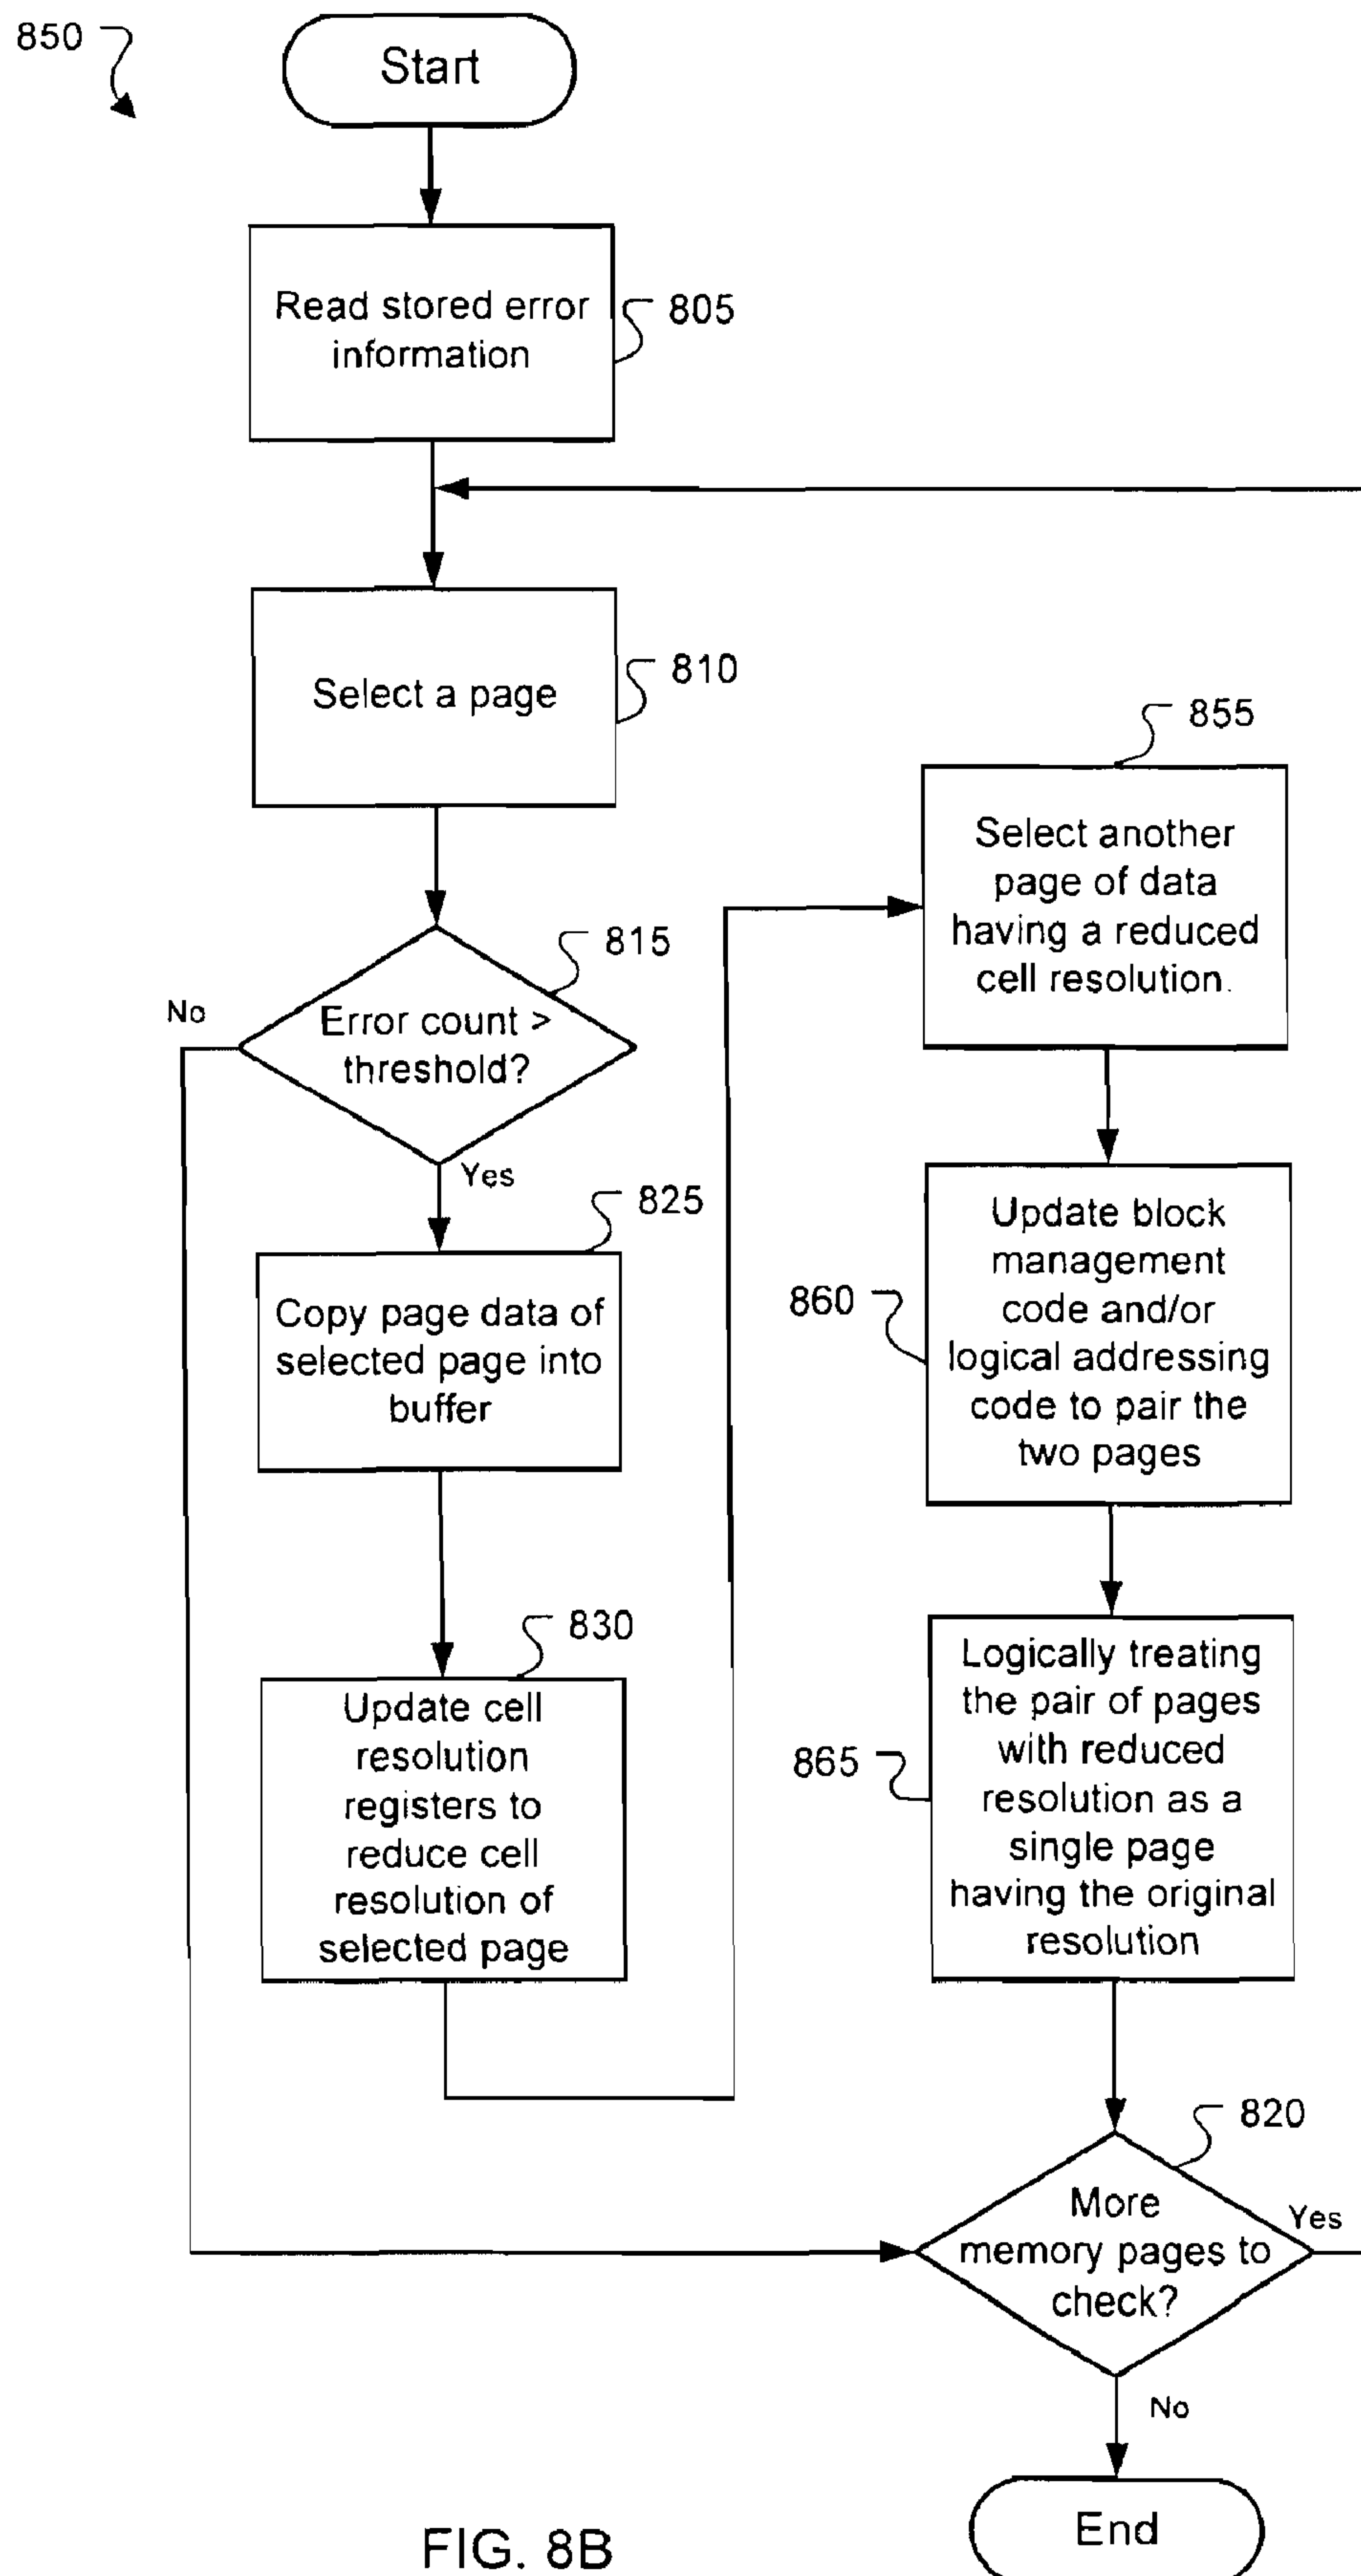 850
Start
Read stored error
information
805
Select a page
810
815
Error count >
threshold?
No
Yes
825
Copy page data of
selected page into
buffer
830
Update cell
resolution
registers to
reduce cell
resolution of
selected page
855
Select another
page of data
having a reduced
cell resolution.
860
Update block
management
code and/or
logical addressing
code to pair the
two pages
865
Logically treating
the pair of pages
with reduced
resolution as a
single page
having the original
resolution
820
More
memory pages to
check?
Yes
No
End
FIG. 8B